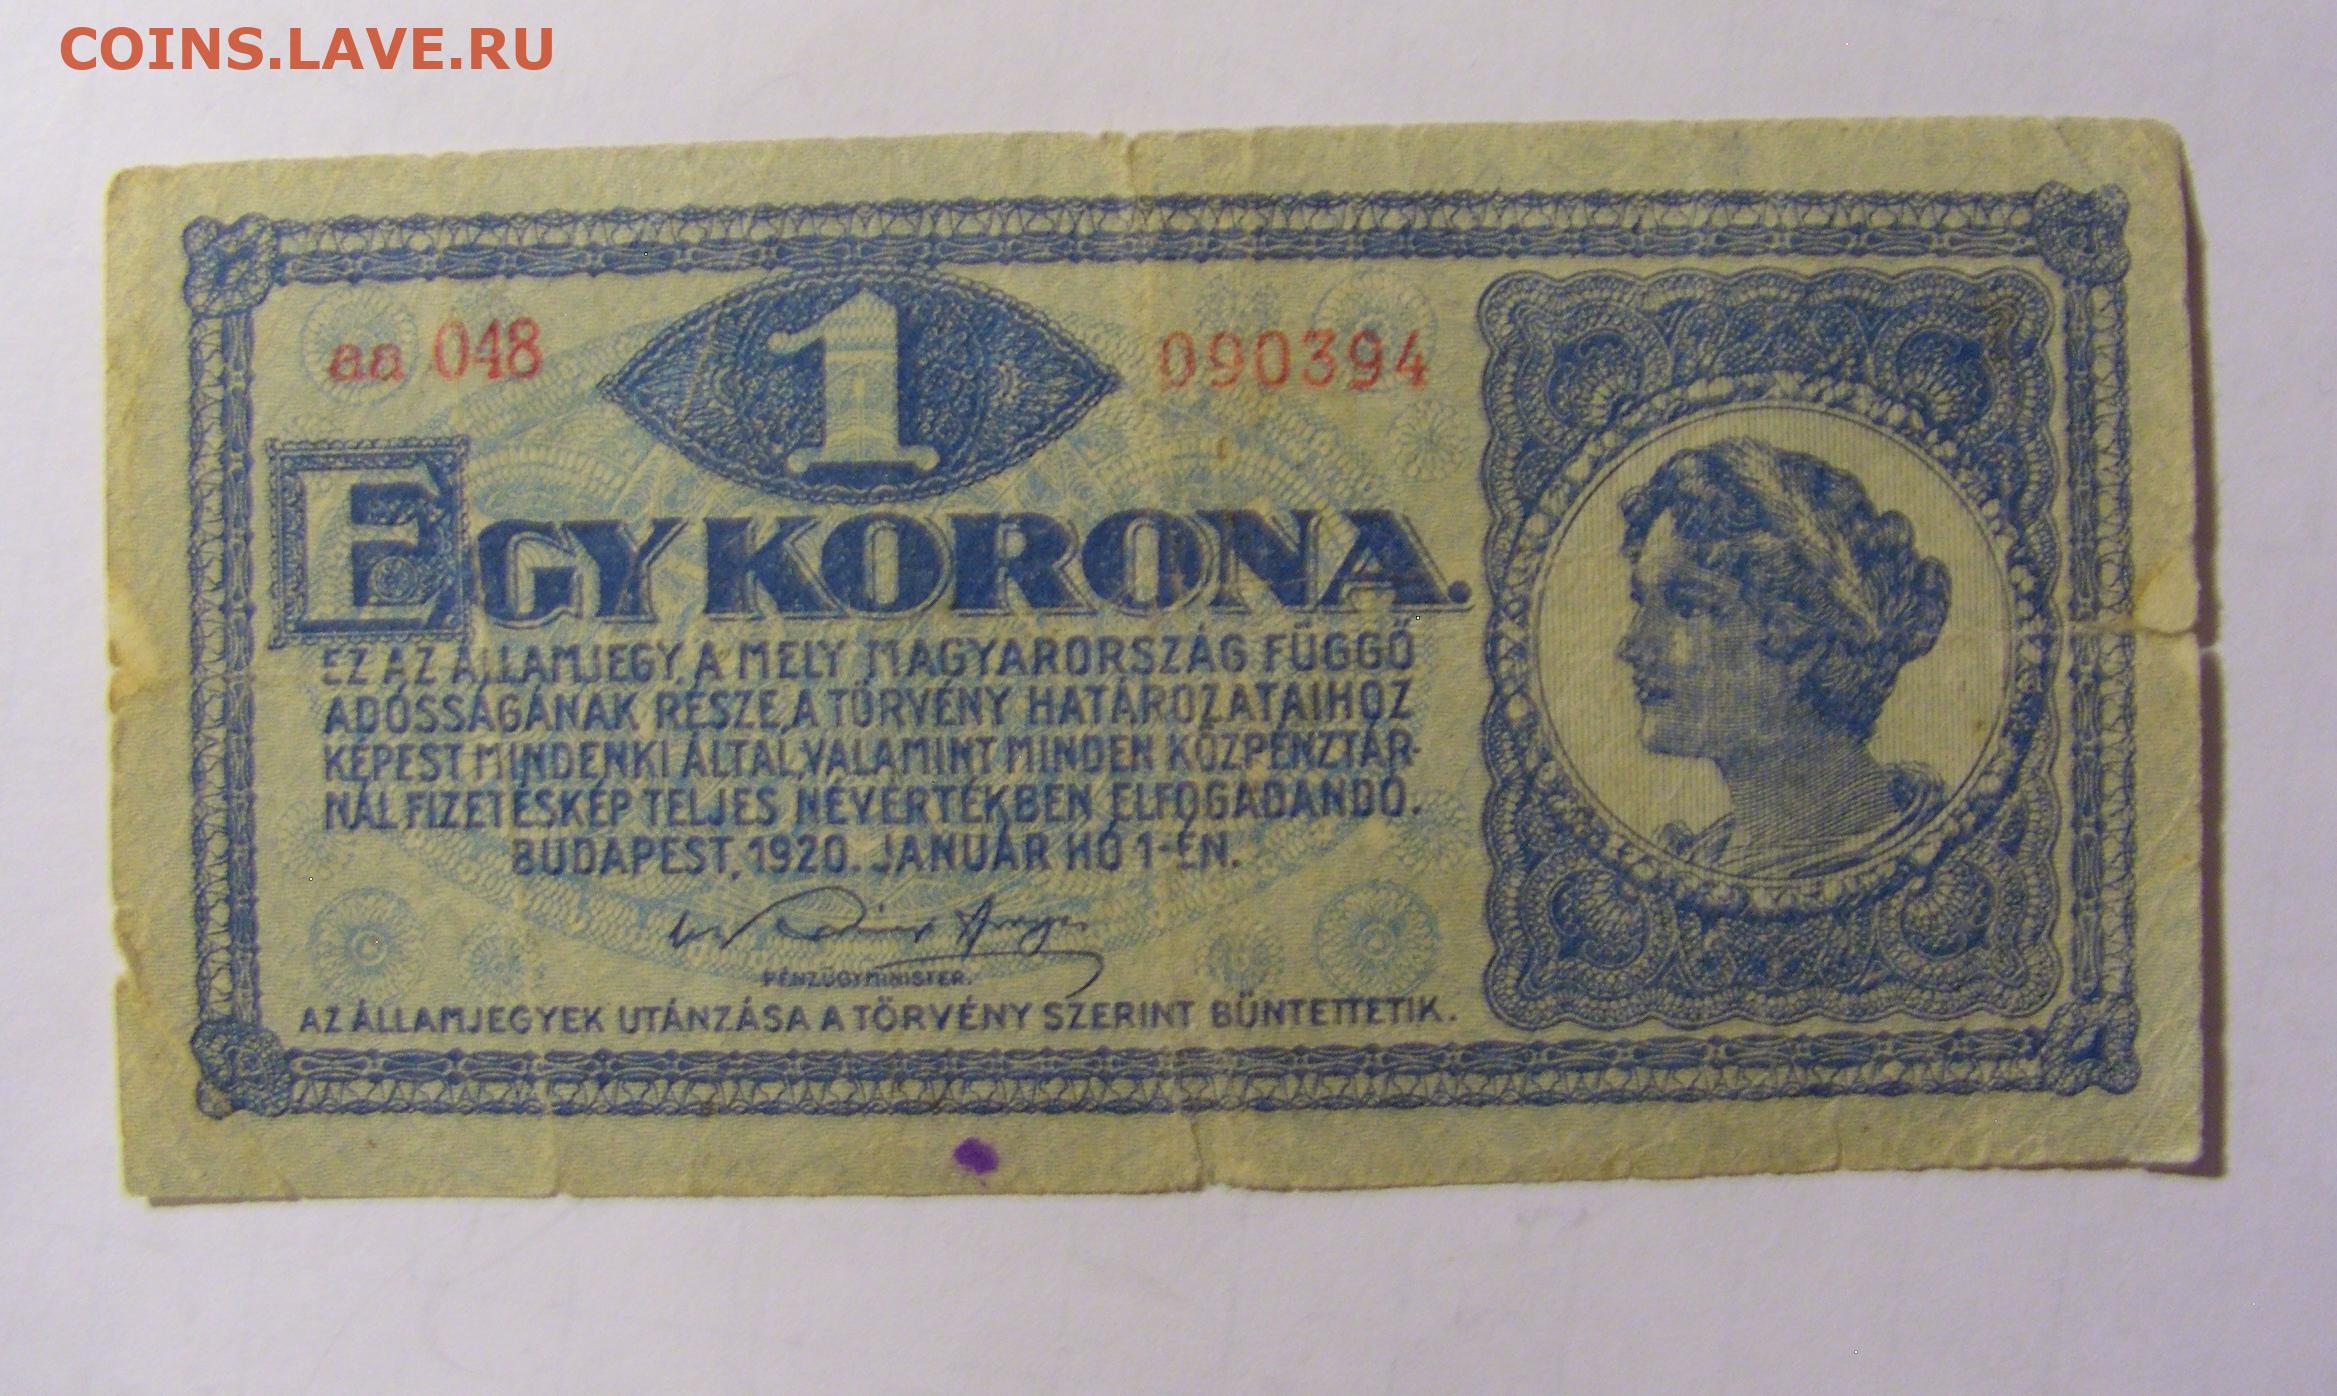 COINS.LAVE.RU
aa 048 1 090394
EGY KORONA.
EZ AZ ÁLLAMJEGY, A MELY MAGYARORSZÁG FÜGGŐ
ADÓSSÁGÁNAK RÉSZE, A TÖRVÉNY HATÁROZATAIHOZ
KÉPEST MINDENKI ÁLTAL, VALAMINT MINDEN KÖZPÉNZTÁR-
NÁL FIZETÉSKÉP TELJES NÉVÉRTÉKBEN ELFOGADANDÓ.
BUDAPEST, 1920. JANUÁR HÓ 1-ÉN.
PÉNZÜGYMINISTER.
AZ ÁLLAMJEGYEK UTÁNZÁSA A TÖRVÉNY SZERINT BÜNTETTETIK.